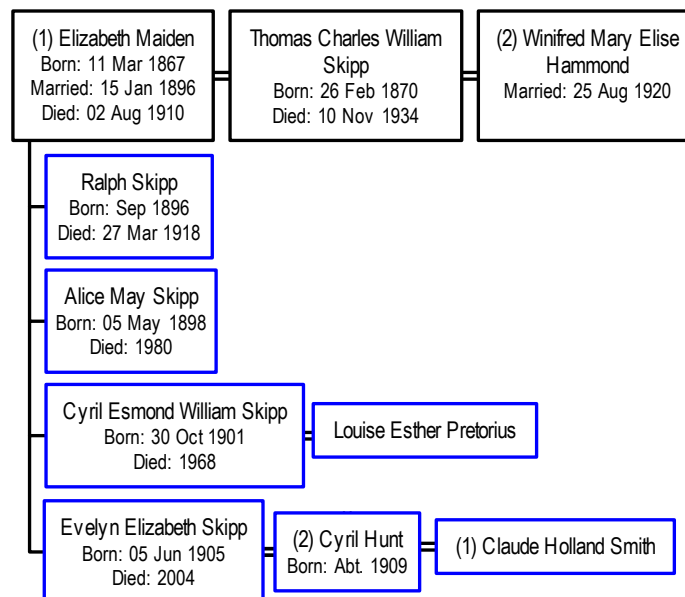 (1) Elizabeth Maiden
Born: 11 Mar 1867
Married: 15 Jan 1896
Died: 02 Aug 1910
Thomas Charles William
Skipp
Born: 26 Feb 1870
Died: 10 Nov 1934
(2) Winifred Mary Elise
Hammond
Married: 25 Aug 1920
Ralph Skipp
Born: Sep 1896
Died: 27 Mar 1918
Alice May Skipp
Born: 05 May 1898
Died: 1980
Cyril Esmond William Skipp
Born: 30 Oct 1901
Died: 1968
Louise Esther Pretorius
Evelyn Elizabeth Skipp
Born: 05 Jun 1905
Died: 2004
(2) Cyril Hunt
Born: Abt. 1909
(1) Claude Holland Smith